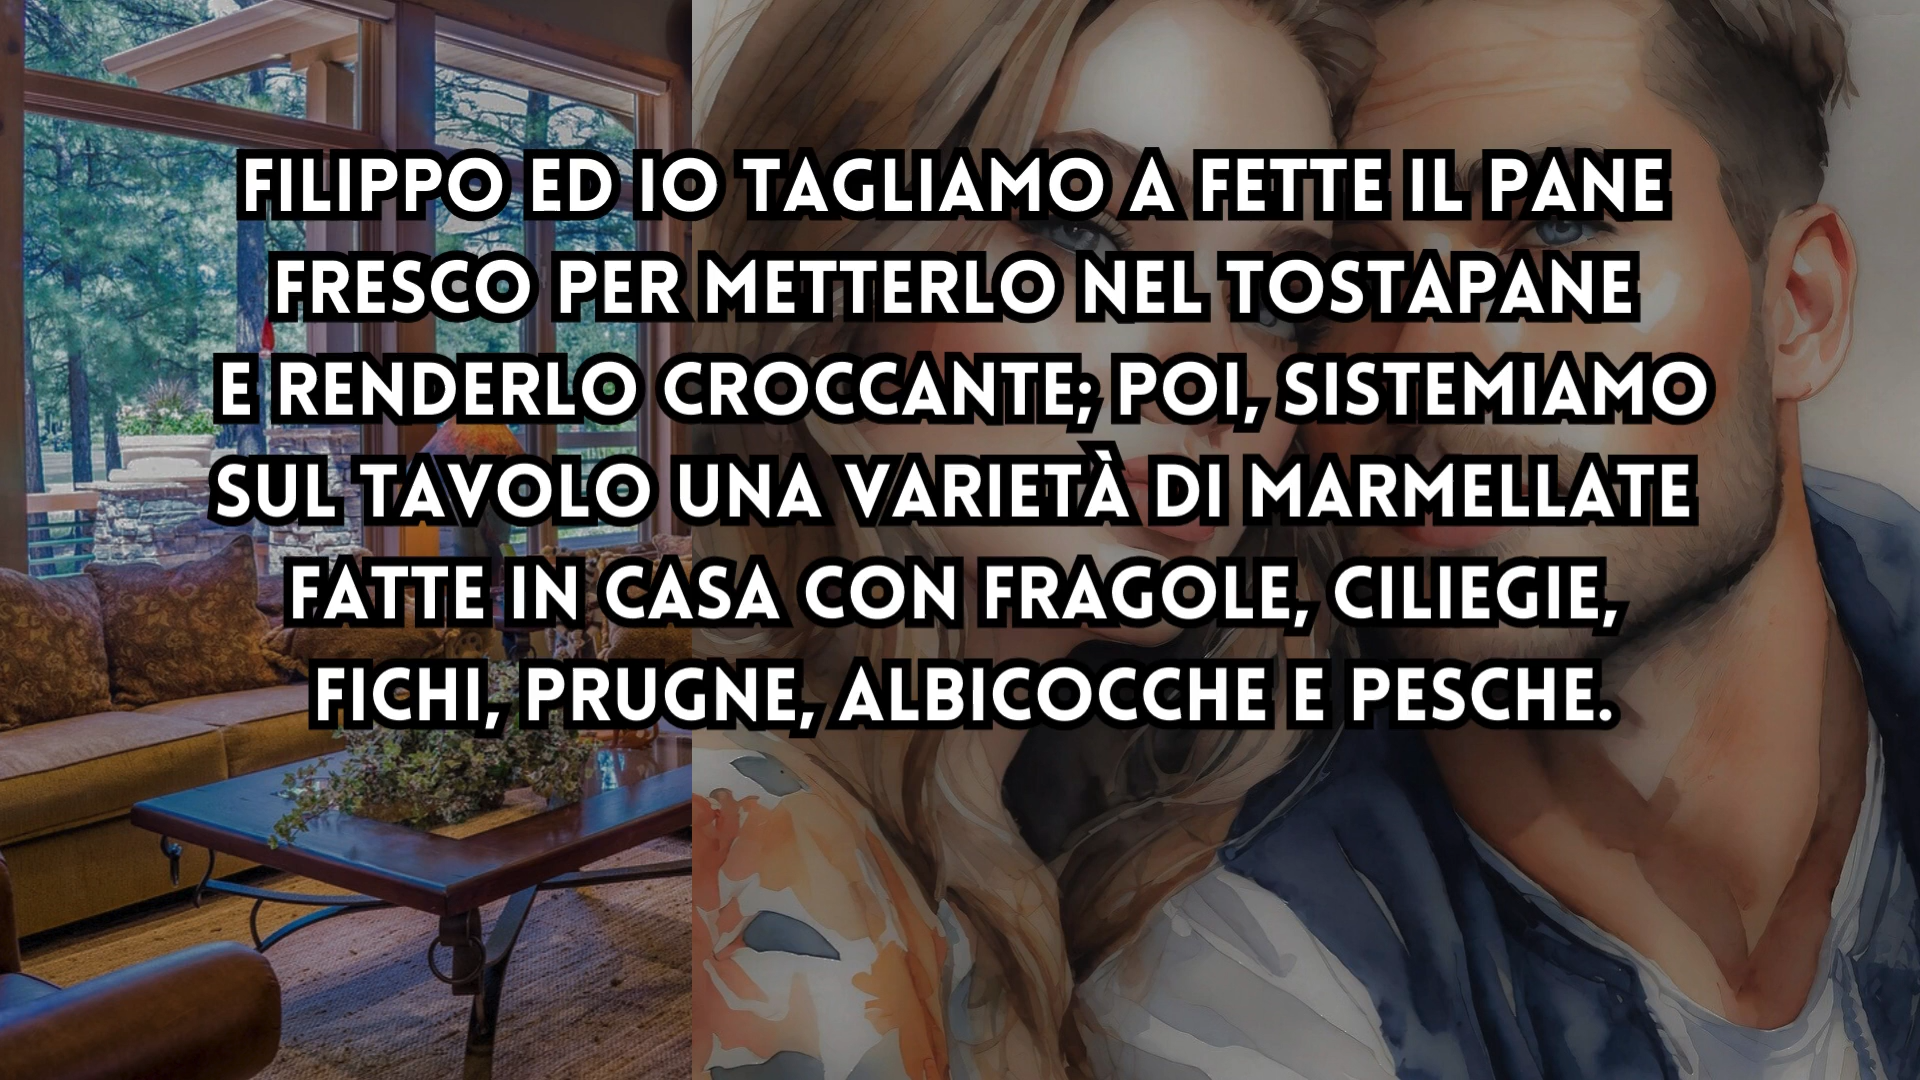 FILIPPO ED IO TAGLIAMO A FETTE IL PANE
FRESCO PER METTERLO NEL TOSTAPANE
E RENDERLO CROCCANTE; POI, SISTEMIAMO
SUL TAVOLO UNA VARIETÀ DI MARMELLATE
FATTE IN CASA CON FRAGOLE, CILIEGIE,
FICHI, PRUGNE, ALBICOCCHE E PESCHE.